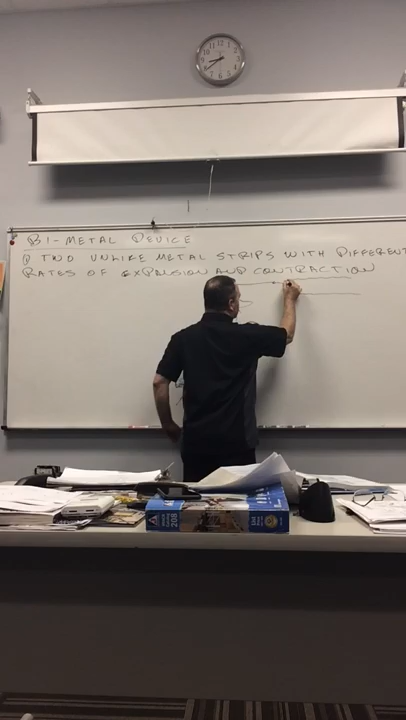 BI-METAL DEVICE
1) TWO UNLIKE METAL STRIPS WITH DIFFERENT
RATES OF EXPANSION AND CONTRACTION